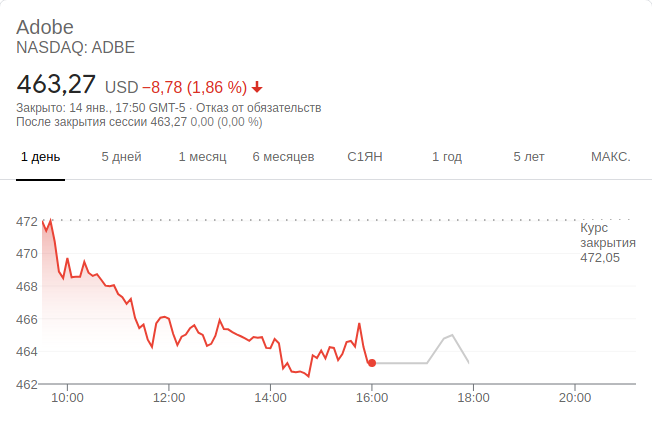 Adobe
NASDAQ: ADBE
463,27 USD −8,78 (1,86 %)
Закрыто: 14 янв., 17:50 GMT-5 · Отказ от обязательств
После закрытия сессии 463,27 0,00 (0,00 %)
1 день 5 дней 1 месяц 6 месяцев С1ЯН 1 год 5 лет МАКС.
472
Курс
закрытия
472,05
470
468
466
464
462
10:00 12:00 14:00 16:00 18:00 20:00